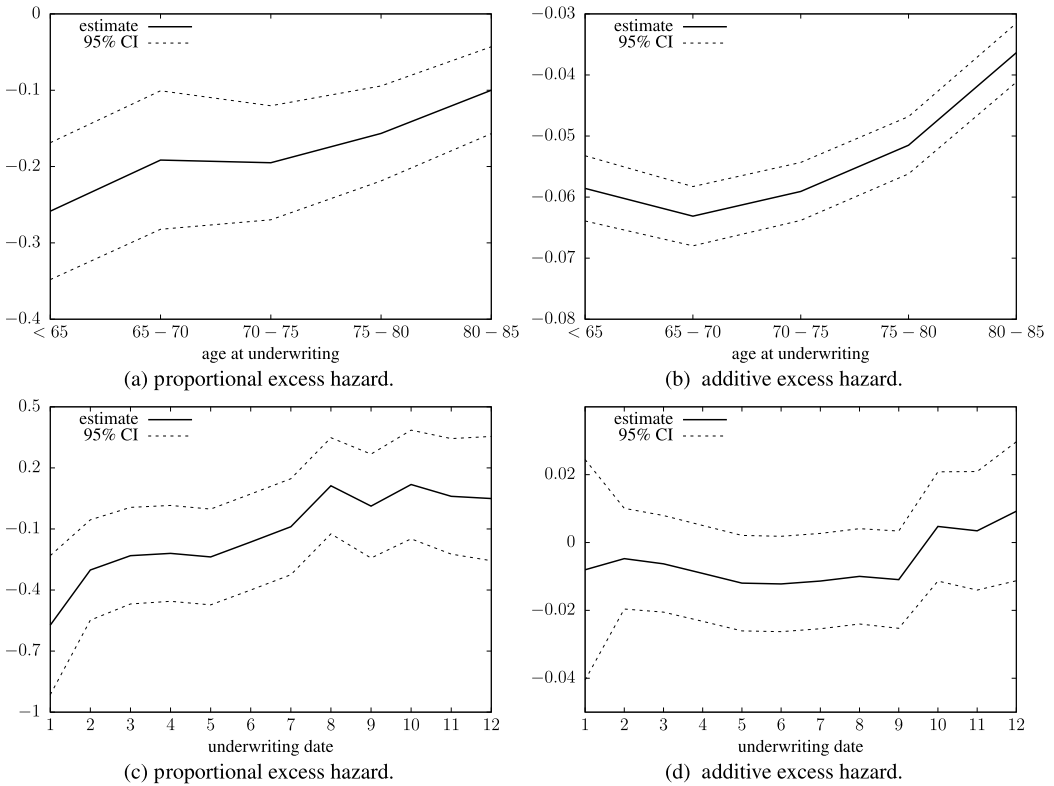 0
−0.1
−0.2
−0.3
−0.4
estimate
95% CI
< 65
65 − 70
70 − 75
75 − 80
80 − 85
age at underwriting
(a) proportional excess hazard.
−0.03
−0.04
−0.05
−0.06
−0.07
−0.08
estimate
95% CI
< 65
65 − 70
70 − 75
75 − 80
80 − 85
age at underwriting
(b) additive excess hazard.
0.5
0.2
−0.1
−0.4
−0.7
−1
estimate
95% CI
1 2 3 4 5 6 7 8 9 10 11 12
underwriting date
(c) proportional excess hazard.
0.02
0
−0.02
−0.04
estimate
95% CI
1 2 3 4 5 6 7 8 9 10 11 12
underwriting date
(d) additive excess hazard.